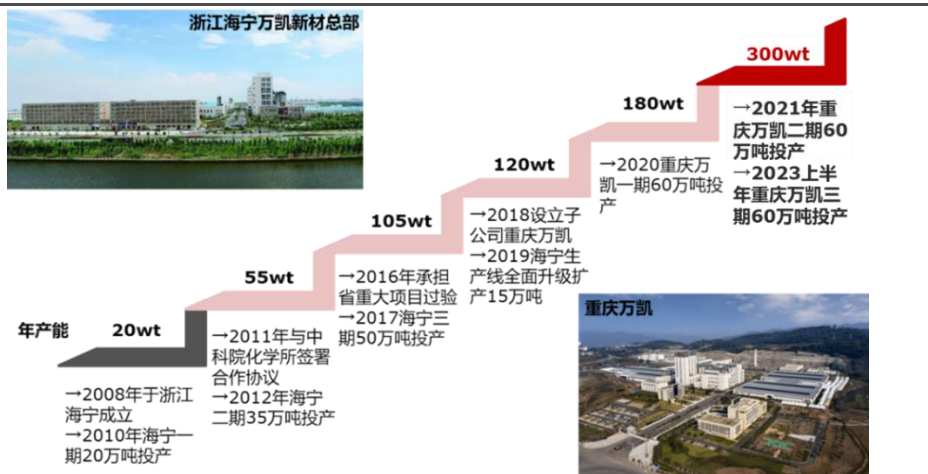 浙江海宁万凯新材总部
300wt
180wt
→2021年重
庆万凯二期60
万吨投产
→2023上半
年重庆万凯三
期60万吨投产
120wt
→2020重庆万
凯一期60万吨投
产
105wt
→2018设立子
公司重庆万凯
→2019海宁生
产线全面升级扩
产15万吨
55wt
→2016年承担
省重大项目过验
→2017海宁三
期50万吨投产
重庆万凯
年产能
20wt
→2011年与中
科院化学所签署
合作协议
→2012年海宁
二期35万吨投产
→2008年于浙江
海宁成立
→2010年海宁一
期20万吨投产